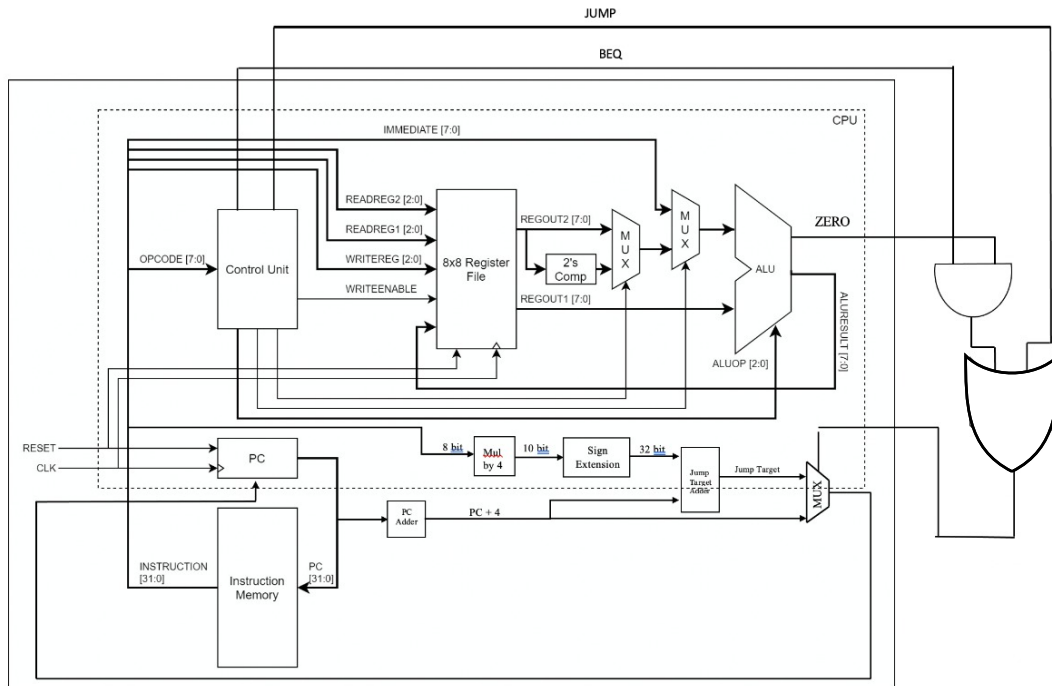 JUMP
BEQ
CPU
IMMEDIATE [7:0]
READREG2 [2:0]
READREG1 [2:0]
WRITEREG [2:0]
WRITEENABLE
OPCODE [7:0]
Control Unit
8x8 Register
File
REGOUT2 [7:0]
2's
Comp
REGOUT1 [7:0]
M
U
X
M
U
X
ALU
ZERO
ALURESULT [7:0]
ALUOP [2:0]
RESET
CLK
PC
8 bit
Mul
by 4
10 bit
Sign
Extension
32 bit
Jump
Target
Adder
Jump Target
MUX
PC
Adder
PC + 4
INSTRUCTION
[31:0]
PC
[31:0]
Instruction
Memory